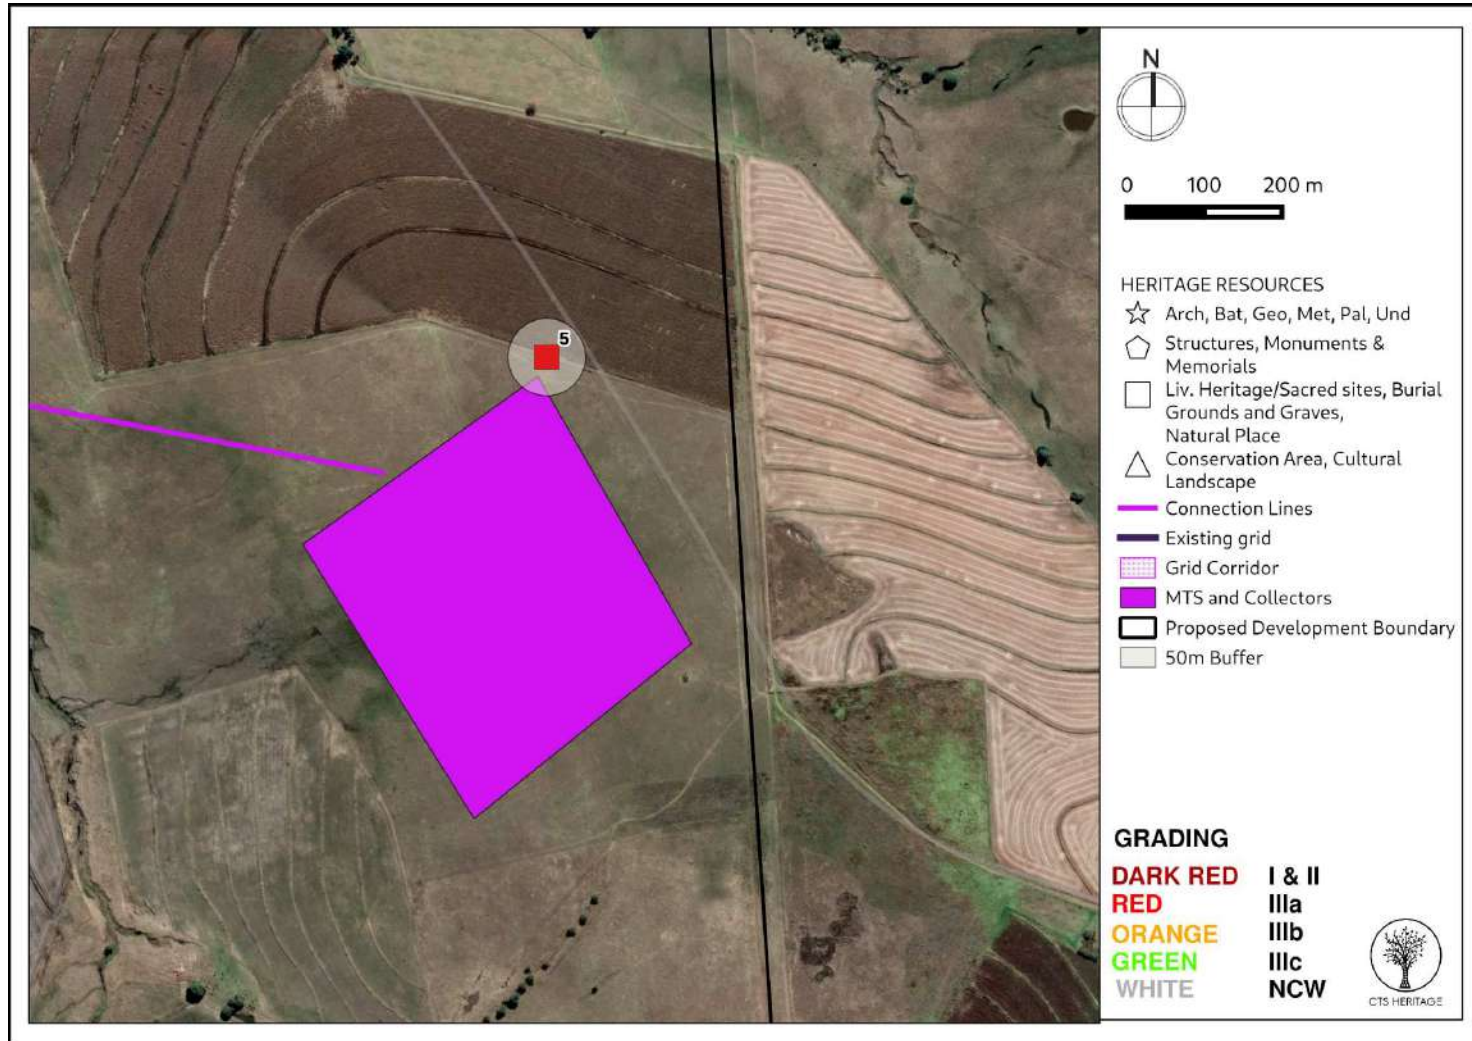 5
N
0 100 200 m
HERITAGE RESOURCES
Arch, Bat, Geo, Met, Pal, Und
Structures, Monuments &
Memorials
Liv. Heritage/Sacred sites, Burial
Grounds and Graves,
Natural Place
Conservation Area, Cultural
Landscape
Connection Lines
Existing grid
Grid Corridor
MTS and Collectors
Proposed Development Boundary
50m Buffer
GRADING
DARK RED I & II
RED IIIa
ORANGE IIIb
GREEN IIIc
WHITE NCW
CTS HERITAGE